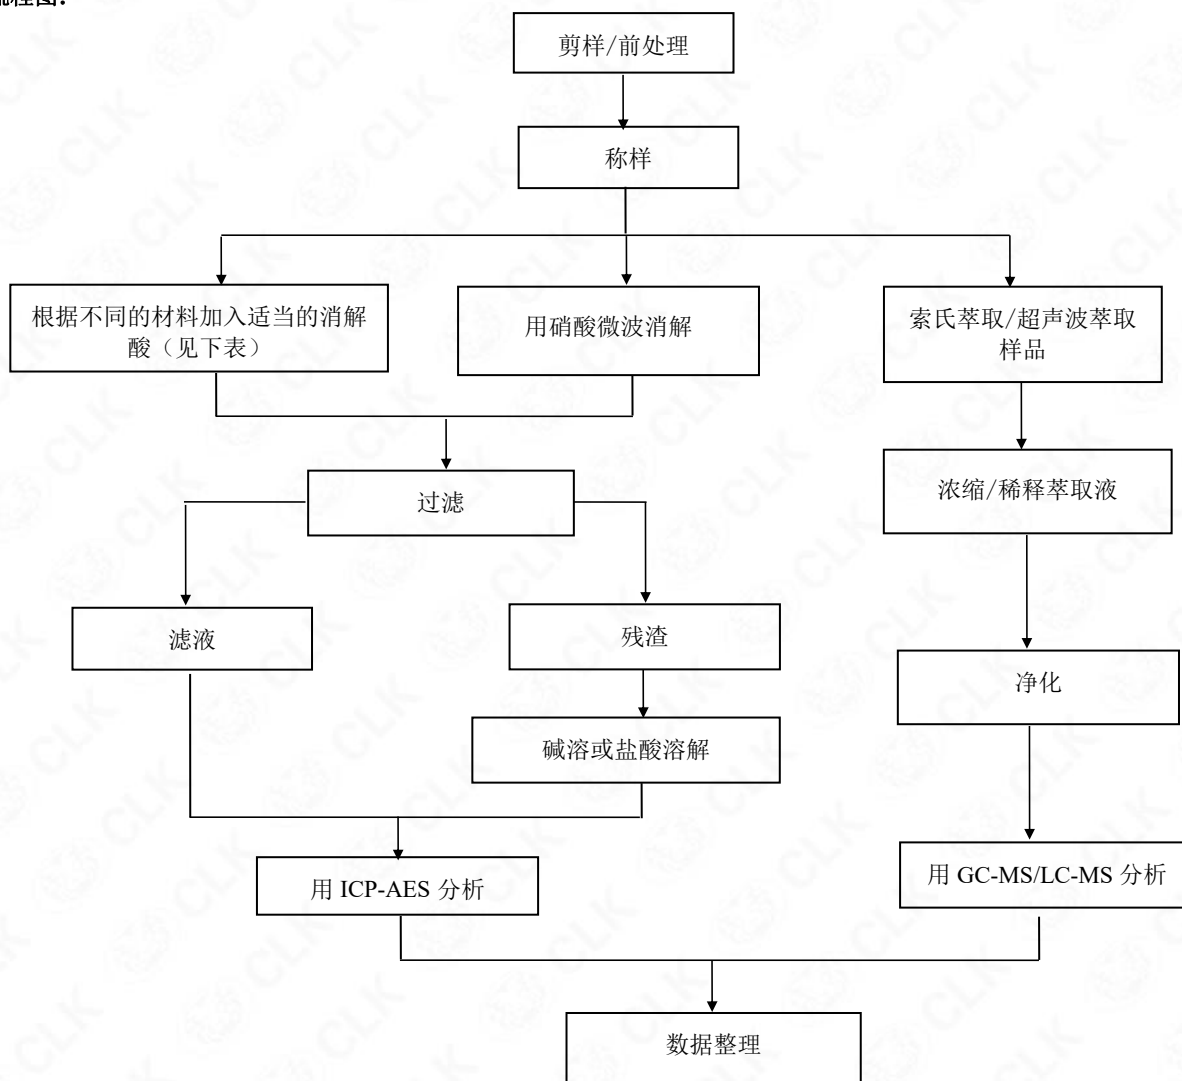 流程图:
剪样/前处理
称样
根据不同的材料加入适当的消解
酸（见下表）
用硝酸微波消解
索氏萃取/超声波萃取
样品
浓缩/稀释萃取液
过滤
滤液
残渣
净化
碱溶或盐酸溶解
用 ICP-AES 分析
用 GC-MS/LC-MS 分析
数据整理
CLK